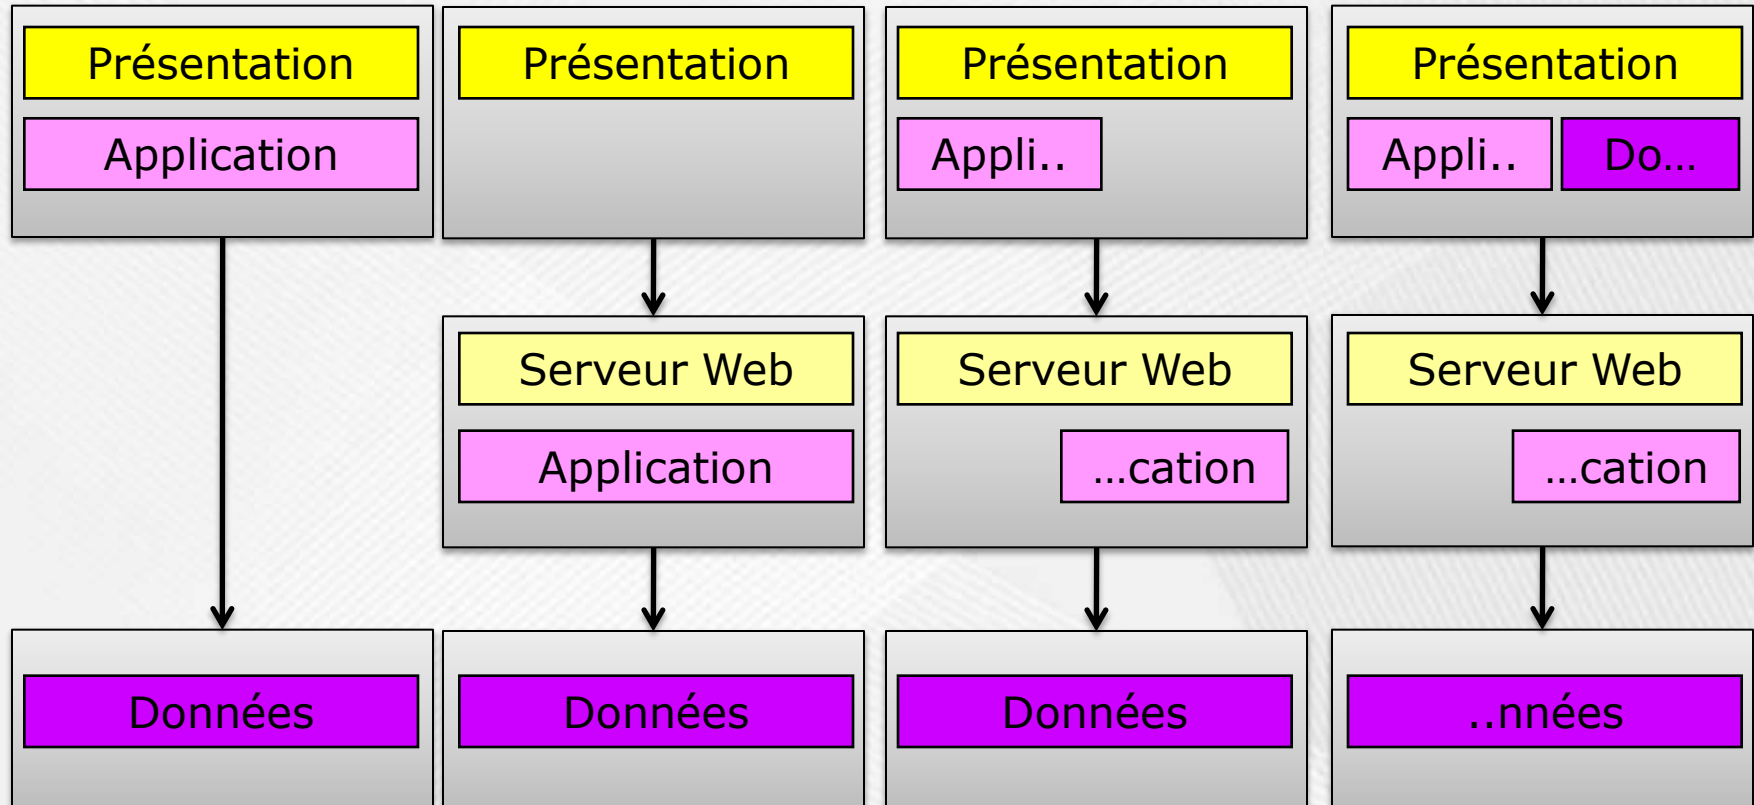 Présentation
Présentation
Présentation
Présentation
Application
Appli..
Appli..
Do...
Serveur Web
Serveur Web
Serveur Web
Application
...cation
...cation
Données
Données
Données
..nnées